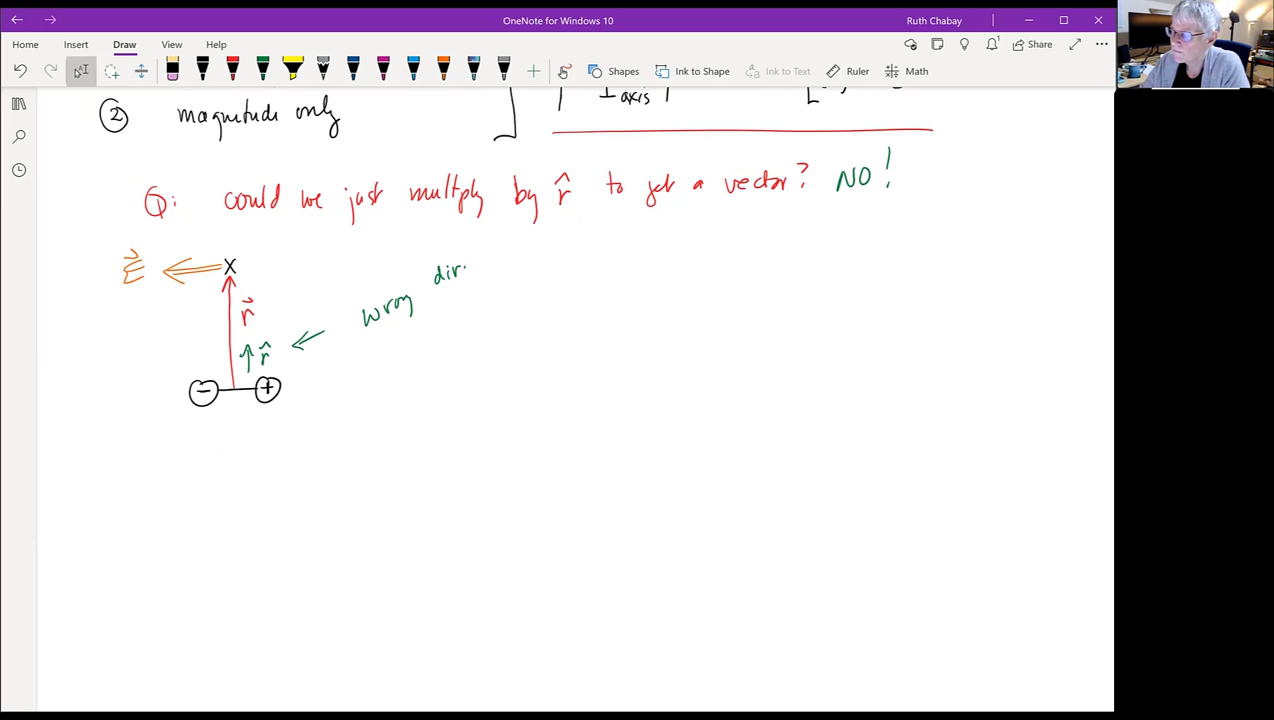 OneNote for Windows 10
Ruth Chabay
Home Insert Draw View Help
Shapes Ink to Shape Ink to Text Ruler Math
Share
② magnitude only
⊥axis
Q: could we just multiply by r̂ to get a vector? NO!
E⃗
X
r⃗
r̂
wrong dir.
− +